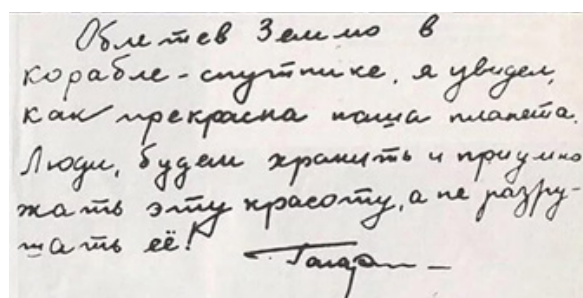 Облетев Землю в
корабле-спутнике, я увидел,
как прекрасна наша планета.
Люди, будем хранить и приумно
жать эту красоту, а не разру-
шать её!
Гагарин